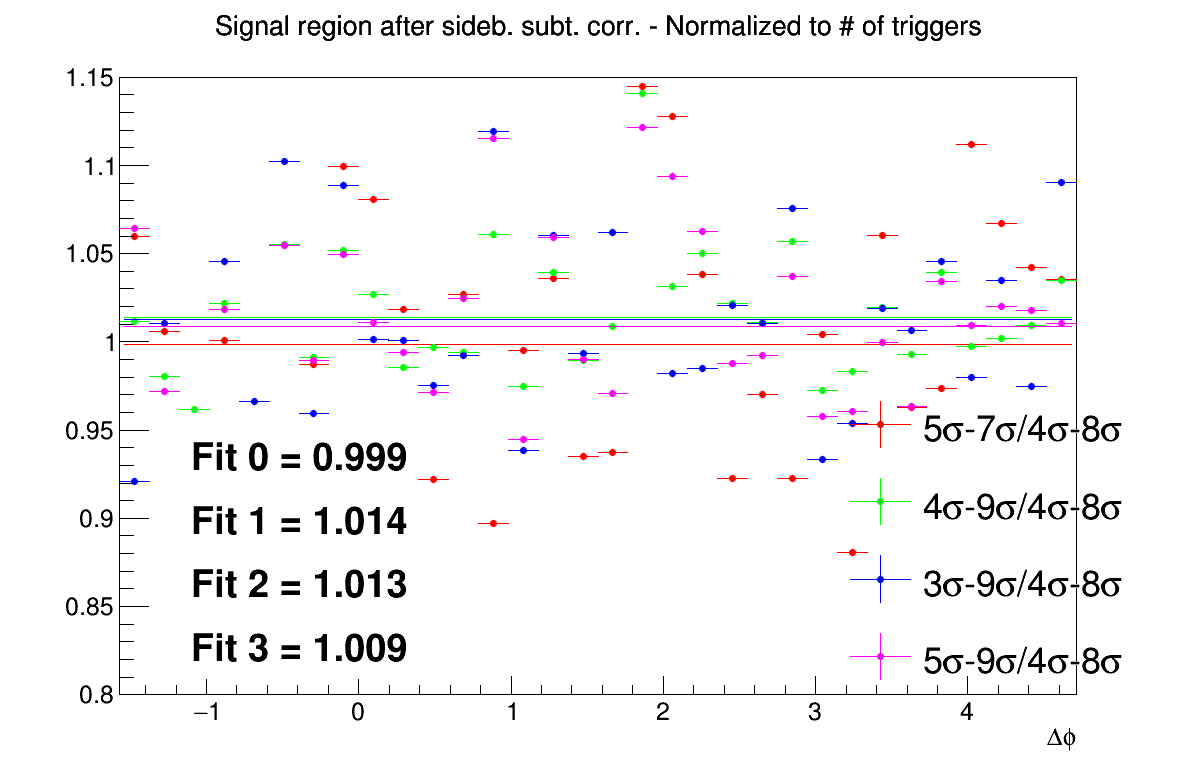 Signal region after sideb. subt. corr. - Normalized to # of triggers
1.15
1.1
1.05
1
0.95
0.9
0.85
0.8
Fit 0 = 0.999
Fit 1 = 1.014
Fit 2 = 1.013
Fit 3 = 1.009
5σ-7σ/4σ-8σ
4σ-9σ/4σ-8σ
3σ-9σ/4σ-8σ
5σ-9σ/4σ-8σ
−1 0 1 2 3 4
Δϕ